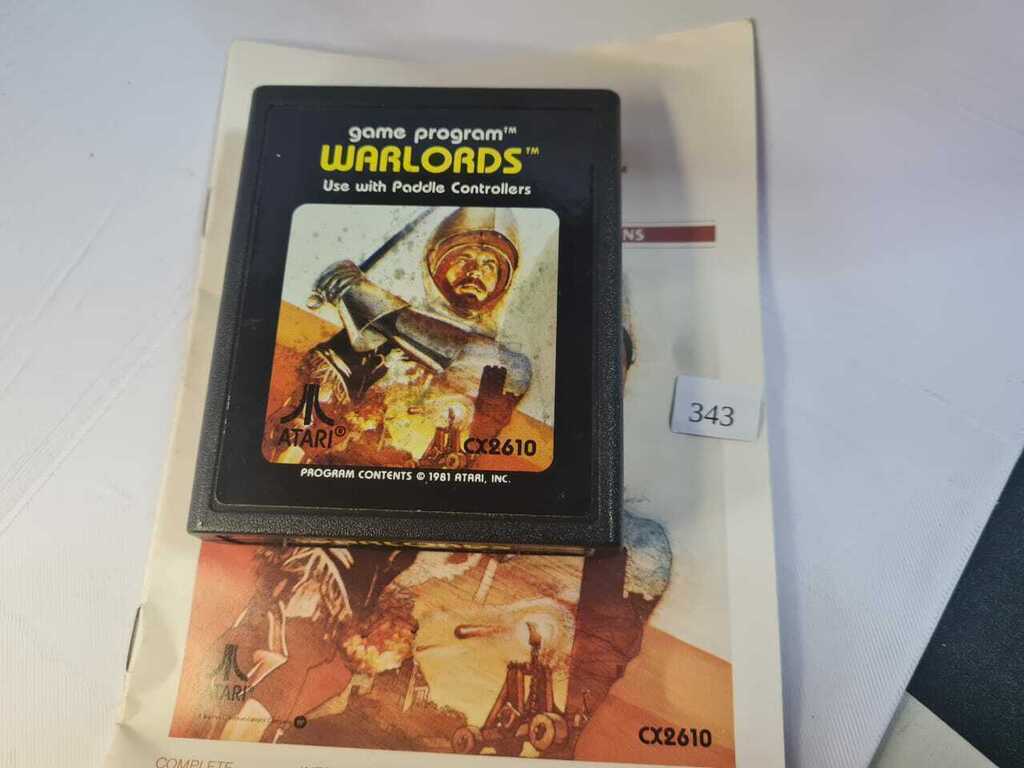 game program™
WARLORDS™
Use with Paddle Controllers
ATARI®
CX2610
PROGRAM CONTENTS © 1981 ATARI, INC.
NS
343
ATARI
CX2610
COMPLETE